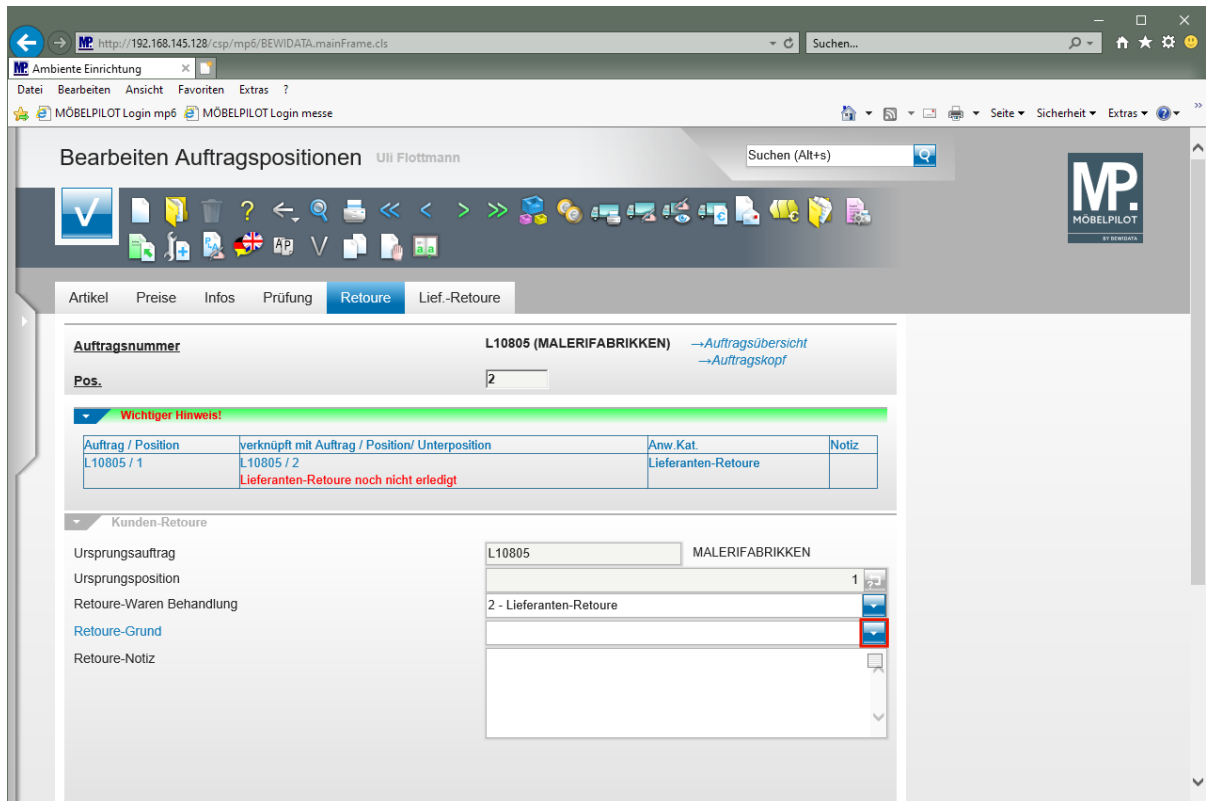 http://192.168.145.128/csp/mp6/BEWIDATA.mainFrame.cls
Suchen...
MP. Ambiente Einrichtung
Datei Bearbeiten Ansicht Favoriten Extras ?
MÖBELPILOT Login mp6 MÖBELPILOT Login messe
Seite Sicherheit Extras
Bearbeiten Auftragspositionen Uli Flottmann
Suchen (Alt+s)
MP.
MÖBELPILOT
BY BEWIDATA
Artikel Preise Infos Prüfung Retoure Lief.-Retoure
Auftragsnummer L10805 (MALERIFABRIKKEN) →Auftragsübersicht
→Auftragskopf
Pos. 2
Wichtiger Hinweis!
Auftrag / Position verknüpft mit Auftrag / Position/ Unterposition Anw.Kat. Notiz
L10805 / 1 L10805 / 2 Lieferanten-Retoure
Lieferanten-Retoure noch nicht erledigt
Kunden-Retoure
Ursprungsauftrag L10805 MALERIFABRIKKEN
Ursprungsposition 1
Retoure-Waren Behandlung 2 - Lieferanten-Retoure
Retoure-Grund
Retoure-Notiz